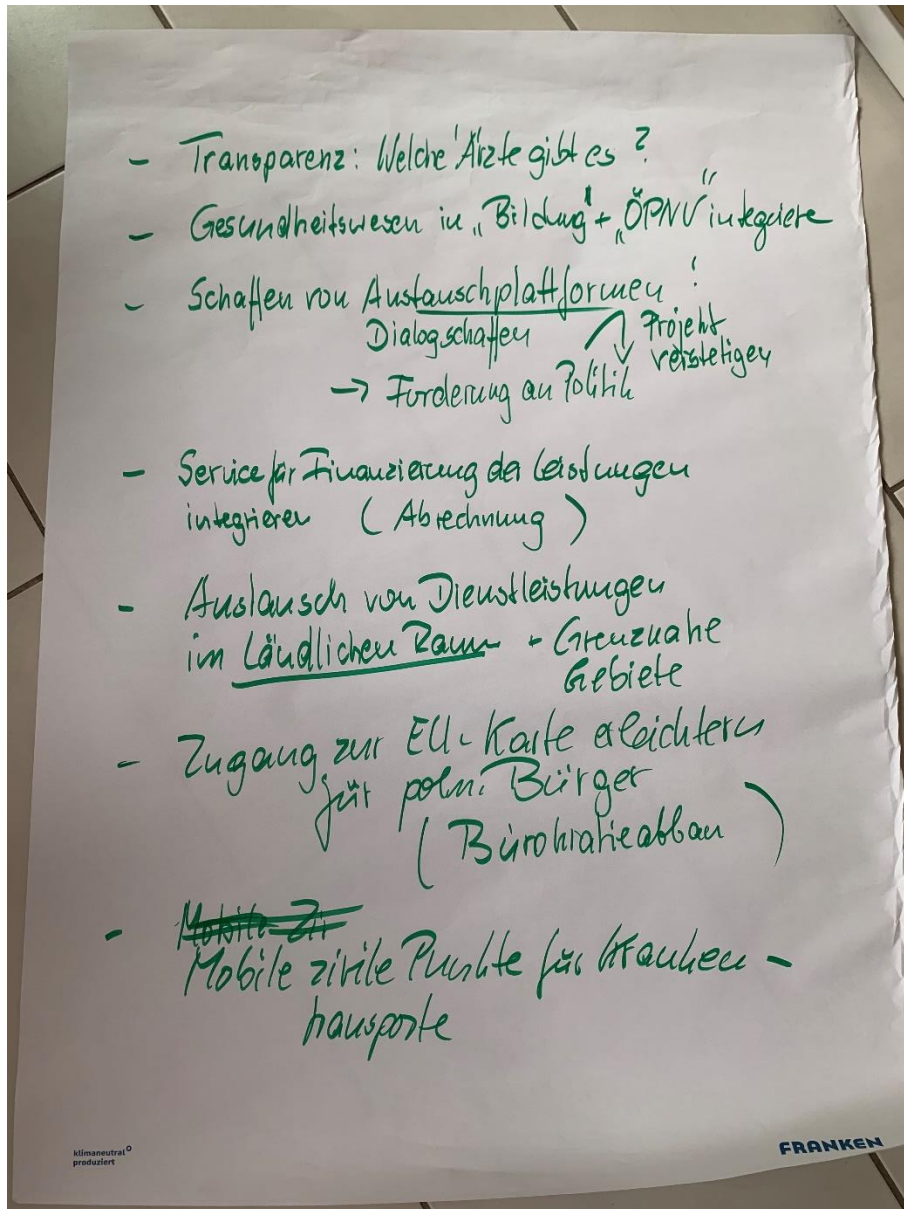 - Transparenz: Welche Ärzte gibt es?
- Gesundheitswesen in „Bildung" + „ÖPNV" integriere
- Schaffen von Austauschplattformen!
Dialog schaffen
Projekt
verstetigen
→ Forderung an Politik
- Service für Finanzierung der Leistungen
integrieren (Abrechnung)
- Austausch von Dienstleistungen
im Ländlichen Raum - Grenznahe
Gebiete
- Zugang zur EU-Karte erleichtern
für poln. Bürger
(Bürokratieabbau)
- Mobile Zi
Mobile zivile Punkte für Kranken-
transporte
klimaneutral
produziert
FRANKEN